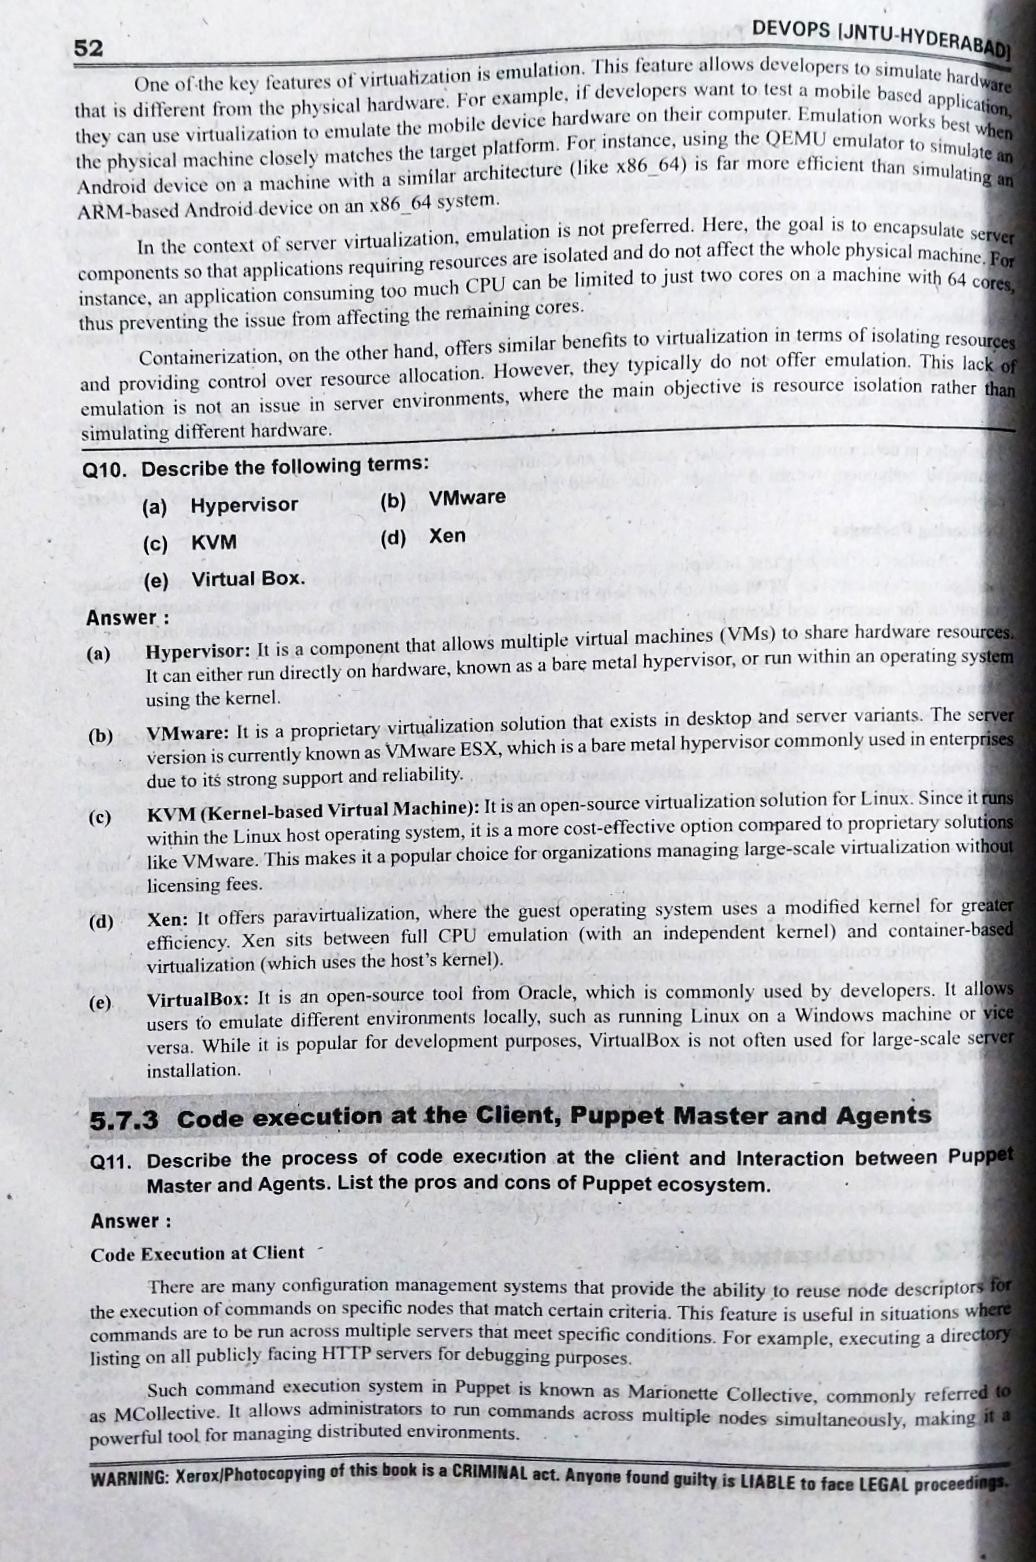 52
DEVOPS [JNTU-HYDERABAD]
One of the key features of virtualization is emulation. This feature allows developers to simulate hardware
that is different from the physical hardware. For example, if developers want to test a mobile based application,
they can use virtualization to emulate the mobile device hardware on their computer. Emulation works best when
the physical machine closely matches the target platform. For instance, using the QEMU emulator to simulate an
Android device on a machine with a similar architecture (like x86_64) is far more efficient than simulating an
ARM-based Android device on an x86_64 system.
In the context of server virtualization, emulation is not preferred. Here, the goal is to encapsulate server
components so that applications requiring resources are isolated and do not affect the whole physical machine. For
instance, an application consuming too much CPU can be limited to just two cores on a machine with 64 cores,
thus preventing the issue from affecting the remaining cores.
Containerization, on the other hand, offers similar benefits to virtualization in terms of isolating resources
and providing control over resource allocation. However, they typically do not offer emulation. This lack of
emulation is not an issue in server environments, where the main objective is resource isolation rather than
simulating different hardware.
Q10. Describe the following terms:
(a) Hypervisor (b) VMware
(c) KVM (d) Xen
(e) Virtual Box.
Answer :
(a) Hypervisor: It is a component that allows multiple virtual machines (VMs) to share hardware resources.
It can either run directly on hardware, known as a bare metal hypervisor, or run within an operating system
using the kernel.
(b) VMware: It is a proprietary virtualization solution that exists in desktop and server variants. The server
version is currently known as VMware ESX, which is a bare metal hypervisor commonly used in enterprises
due to its strong support and reliability.
(c) KVM (Kernel-based Virtual Machine): It is an open-source virtualization solution for Linux. Since it runs
within the Linux host operating system, it is a more cost-effective option compared to proprietary solutions
like VMware. This makes it a popular choice for organizations managing large-scale virtualization without
licensing fees.
(d) Xen: It offers paravirtualization, where the guest operating system uses a modified kernel for greater
efficiency. Xen sits between full CPU emulation (with an independent kernel) and container-based
virtualization (which uses the host's kernel).
(e) VirtualBox: It is an open-source tool from Oracle, which is commonly used by developers. It allows
users to emulate different environments locally, such as running Linux on a Windows machine or vice
versa. While it is popular for development purposes, VirtualBox is not often used for large-scale server
installation.
5.7.3 Code execution at the Client, Puppet Master and Agents
Q11. Describe the process of code execution at the client and Interaction between Puppet
Master and Agents. List the pros and cons of Puppet ecosystem.
Answer :
Code Execution at Client
There are many configuration management systems that provide the ability to reuse node descriptors for
the execution of commands on specific nodes that match certain criteria. This feature is useful in situations where
commands are to be run across multiple servers that meet specific conditions. For example, executing a directory
listing on all publicly facing HTTP servers for debugging purposes.
Such command execution system in Puppet is known as Marionette Collective, commonly referred to
as MCollective. It allows administrators to run commands across multiple nodes simultaneously, making it a
powerful tool for managing distributed environments.
WARNING: Xerox/Photocopying of this book is a CRIMINAL act. Anyone found guilty is LIABLE to face LEGAL proceedings.